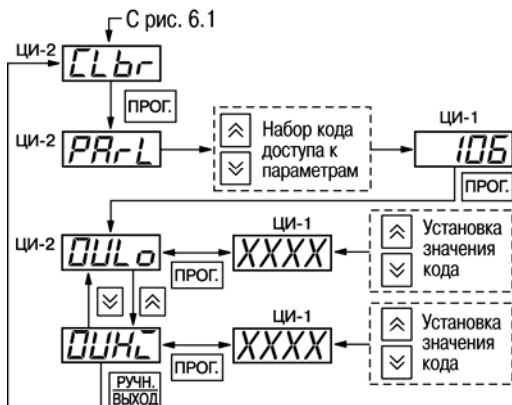 С рис. 6.1
ЦИ-2
CLbr
ПРОГ.
ЦИ-2
PArL
Набор кода
доступа к
параметрам
ЦИ-1
106
ПРОГ.
ЦИ-2
OULo
ПРОГ.
ЦИ-1
XXXX
Установка
значения
кода
OUHi
ПРОГ.
ЦИ-1
XXXX
Установка
значения
кода
РУЧН.
ВЫХОД